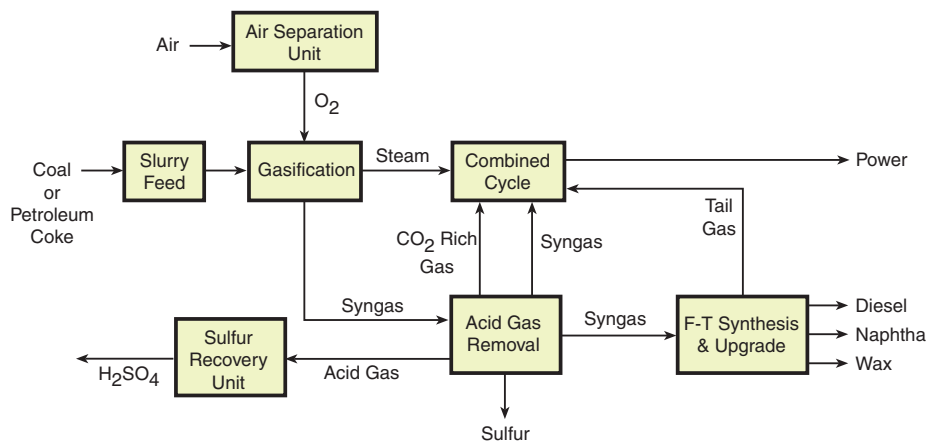 Air Separation
Unit
Air
O2
Coal
or
Petroleum
Coke
Slurry
Feed
Gasification
Steam
Combined
Cycle
Power
Tail
Gas
CO2 Rich
Gas
Syngas
Syngas
Acid Gas
Removal
Syngas
F-T Synthesis
& Upgrade
Diesel
Naphtha
Wax
Sulfur
Recovery
Unit
H2SO4
Acid Gas
Sulfur